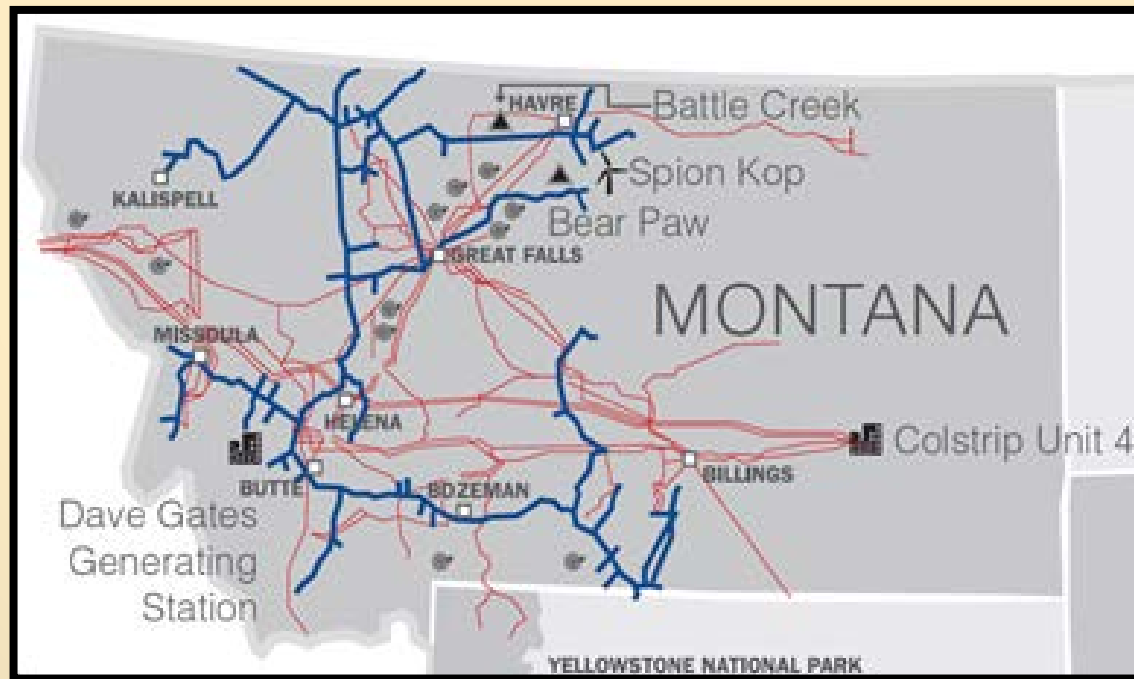 HAVRE
Battle Creek
Spion Kop
KALISPELL
Bear Paw
GREAT FALLS
MONTANA
MISSOULA
HELENA
Colstrip Unit 4
BILLINGS
BUTTE
BOZEMAN
Dave Gates
Generating
Station
YELLOWSTONE NATIONAL PARK